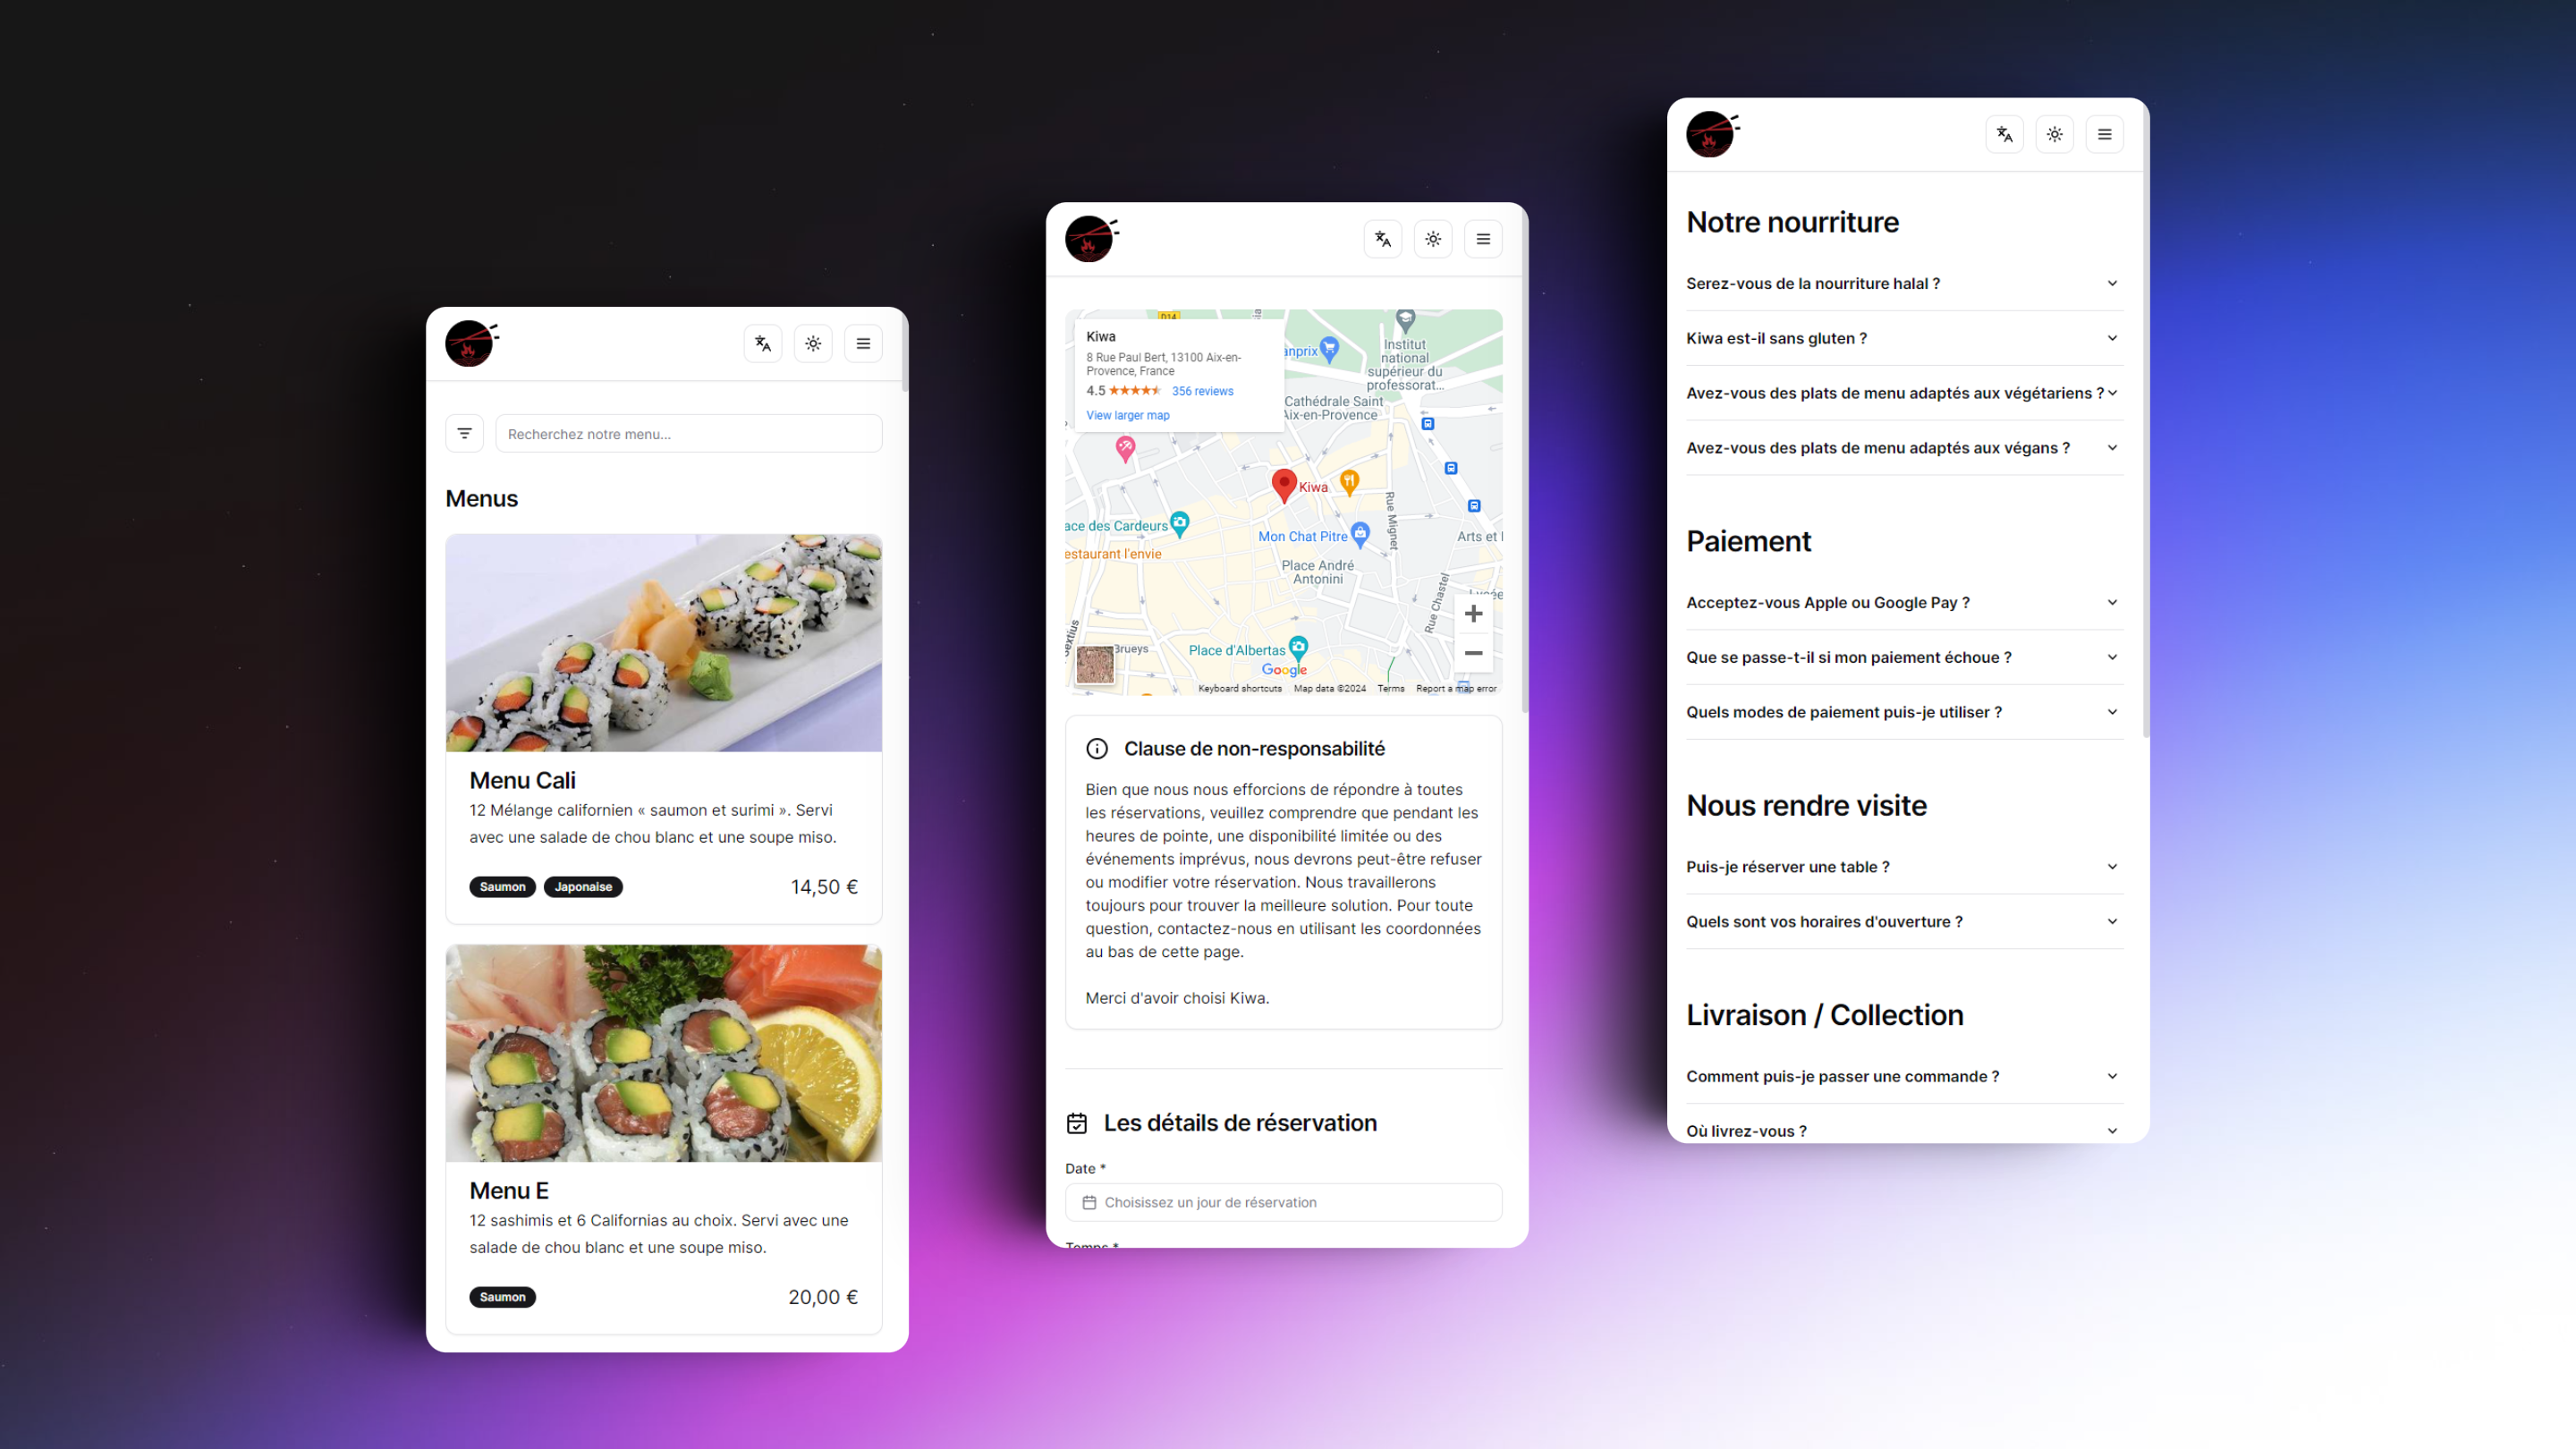 Recherchez notre menu...
Menus
Menu Cali
12 Mélange californien « saumon et surimi ». Servi
avec une salade de chou blanc et une soupe miso.
Saumon
Japonaise
14,50 €
Menu E
12 sashimis et 6 Californias au choix. Servi avec une
salade de chou blanc et une soupe miso.
Saumon
20,00 €
D14
Kiwa
8 Rue Paul Bert, 13100 Aix-en-
Provence, France
4.5
356 reviews
View larger map
anprix
Institut
national
supérieur du
professorat...
Cathédrale Saint
Aix-en-Provence
Kiwa
Rue Mignet
ace des Cardeurs
Mon Chat Pitre
Arts et
estaurant l'envie
Place André
Antonini
Rue Chastel
Brueys
Place d'Albertas
Google
Keyboard shortcuts
Map data ©2024
Terms
Report a map error
Clause de non-responsabilité
Bien que nous nous efforcions de répondre à toutes
les réservations, veuillez comprendre que pendant les
heures de pointe, une disponibilité limitée ou des
événements imprévus, nous devrons peut-être refuser
ou modifier votre réservation. Nous travaillerons
toujours pour trouver la meilleure solution. Pour toute
question, contactez-nous en utilisant les coordonnées
au bas de cette page.
Merci d'avoir choisi Kiwa.
Les détails de réservation
Date *
Choisissez un jour de réservation
Temps *
Notre nourriture
Serez-vous de la nourriture halal ?
Kiwa est-il sans gluten ?
Avez-vous des plats de menu adaptés aux végétariens ?
Avez-vous des plats de menu adaptés aux végans ?
Paiement
Acceptez-vous Apple ou Google Pay ?
Que se passe-t-il si mon paiement échoue ?
Quels modes de paiement puis-je utiliser ?
Nous rendre visite
Puis-je réserver une table ?
Quels sont vos horaires d'ouverture ?
Livraison / Collection
Comment puis-je passer une commande ?
Où livrez-vous ?